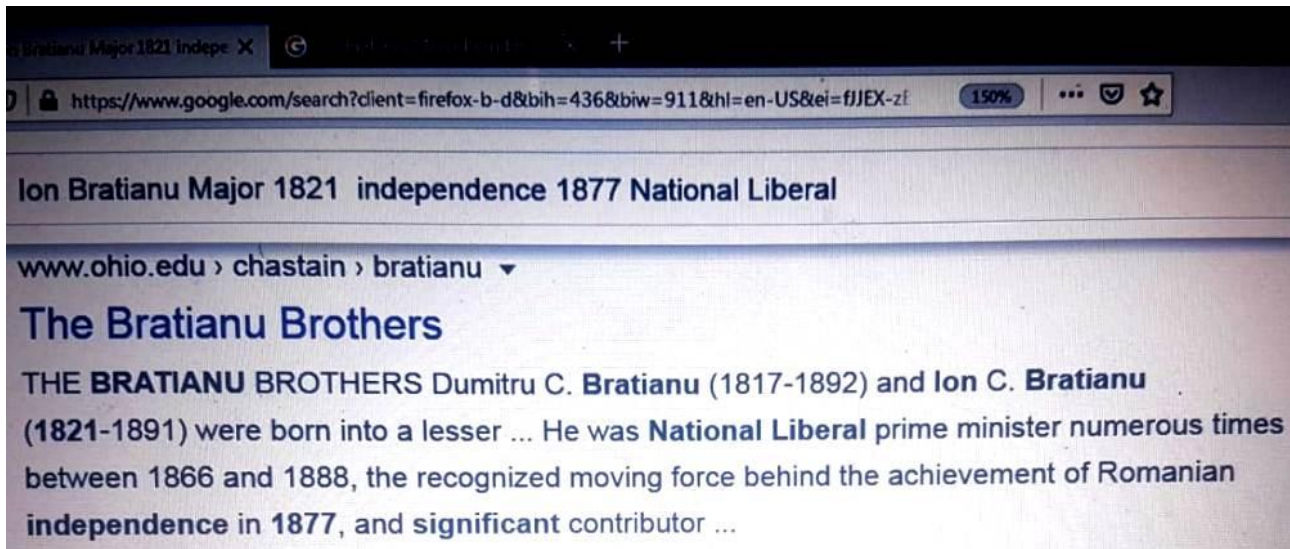 Bratianu Major 1821 indepe
https://www.google.com/search?client=firefox-b-d&bih=436&biw=911&hl=en-US&ei=fJJEX-zE 150%
Ion Bratianu Major 1821 independence 1877 National Liberal
www.ohio.edu › chastain › bratianu
The Bratianu Brothers
THE BRATIANU BROTHERS Dumitru C. Bratianu (1817-1892) and Ion C. Bratianu
(1821-1891) were born into a lesser ... He was National Liberal prime minister numerous times
between 1866 and 1888, the recognized moving force behind the achievement of Romanian
independence in 1877, and significant contributor ...